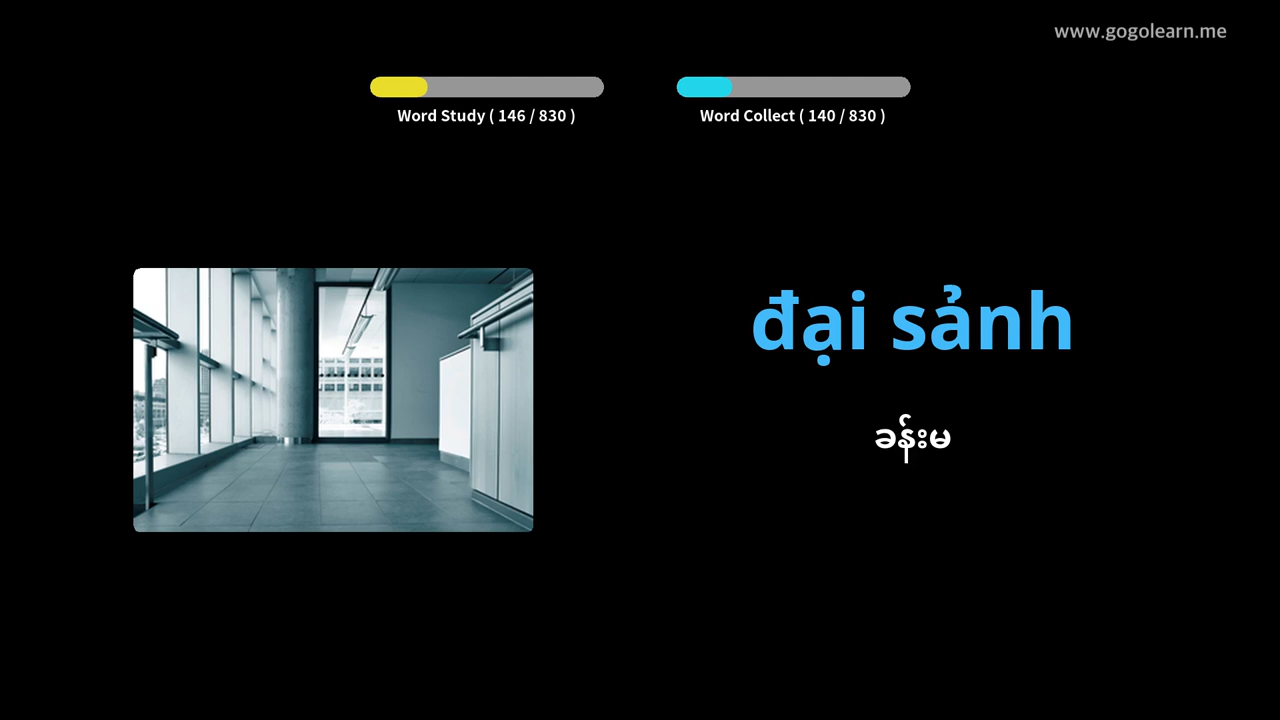 www.gogolearn.me
Word Study ( 146 / 830 )
Word Collect ( 140 / 830 )
đại sảnh
ခန်းမ